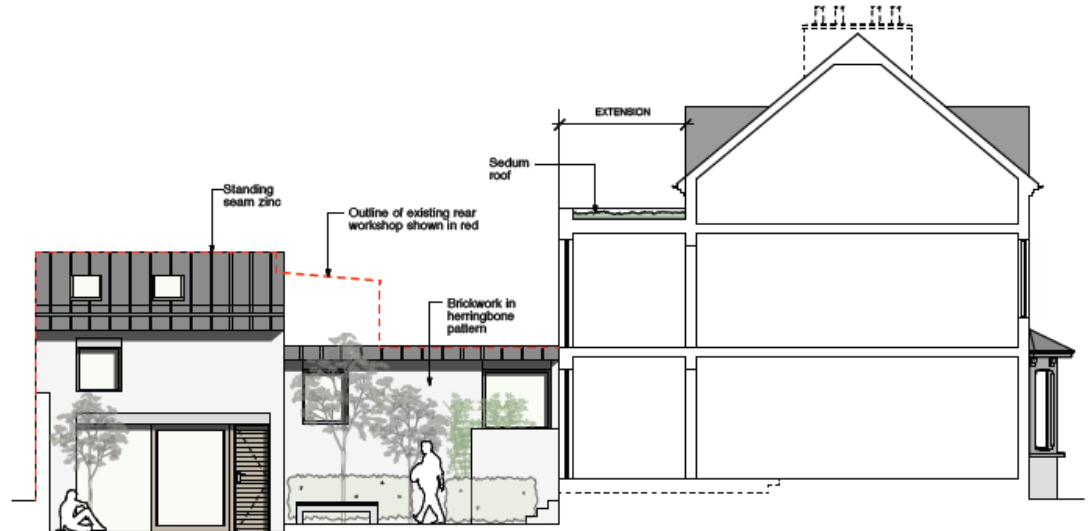 EXTENSION
Sedum
roof
Standing
seam zinc
Outline of existing rear
workshop shown in red
Brickwork in
herringbone
pattern